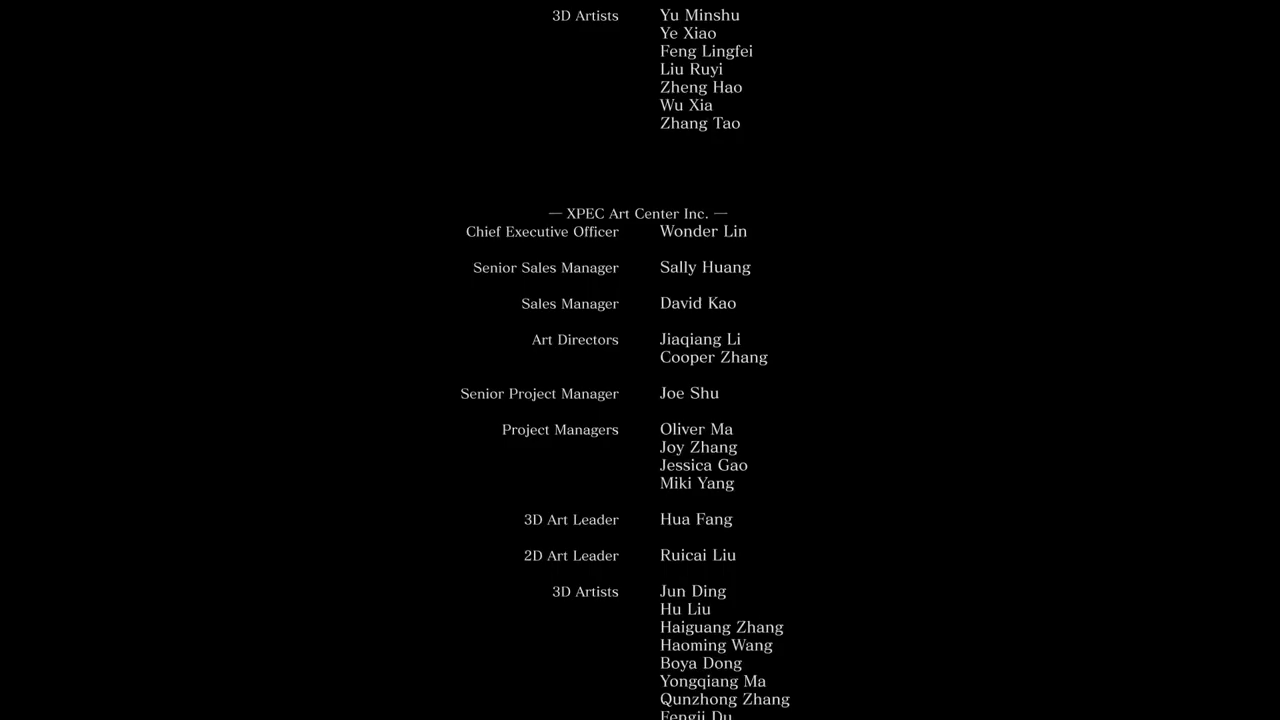 3D Artists Yu Minshu
Ye Xiao
Feng Lingfei
Liu Ruyi
Zheng Hao
Wu Xia
Zhang Tao
— XPEC Art Center Inc. —
Chief Executive Officer Wonder Lin
Senior Sales Manager Sally Huang
Sales Manager David Kao
Art Directors Jiaqiang Li
Cooper Zhang
Senior Project Manager Joe Shu
Project Managers Oliver Ma
Joy Zhang
Jessica Gao
Miki Yang
3D Art Leader Hua Fang
2D Art Leader Ruicai Liu
3D Artists Jun Ding
Hu Liu
Haiguang Zhang
Haoming Wang
Boya Dong
Yongqiang Ma
Qunzhong Zhang